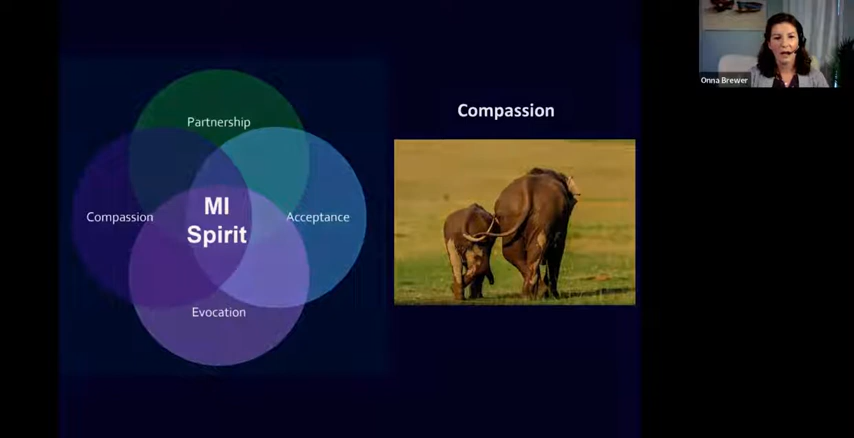 Partnership
Compassion
MI
Spirit
Acceptance
Evocation
Compassion
Onna Brewer